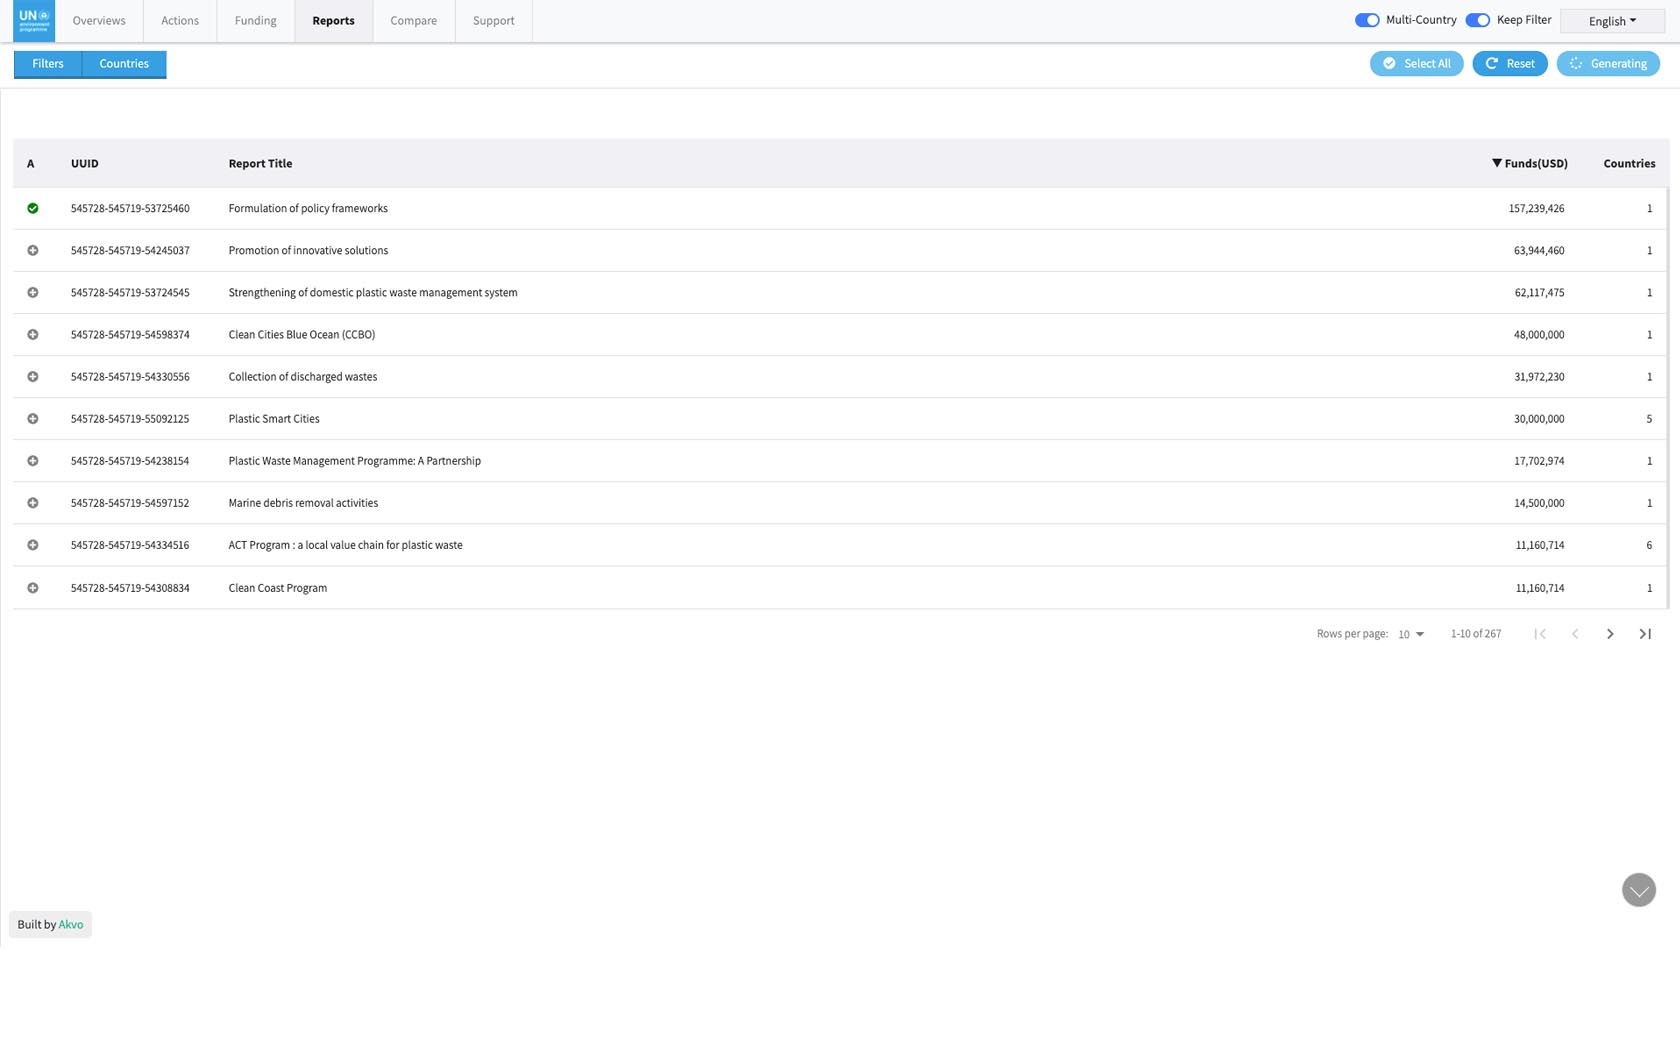 UN
environment
programme
Overviews
Actions
Funding
Reports
Compare
Support
Multi-Country
Keep Filter
English
Filters
Countries
Select All
Reset
Generating
A UUID Report Title Funds(USD) Countries
545728-545719-53725460 Formulation of policy frameworks 157,239,426 1
545728-545719-54245037 Promotion of innovative solutions 63,944,460 1
545728-545719-53724545 Strengthening of domestic plastic waste management system 62,117,475 1
545728-545719-54598374 Clean Cities Blue Ocean (CCBO) 48,000,000 1
545728-545719-54330556 Collection of discharged wastes 31,972,230 1
545728-545719-55092125 Plastic Smart Cities 30,000,000 5
545728-545719-54238154 Plastic Waste Management Programme: A Partnership 17,702,974 1
545728-545719-54597152 Marine debris removal activities 14,500,000 1
545728-545719-54334516 ACT Program : a local value chain for plastic waste 11,160,714 6
545728-545719-54308834 Clean Coast Program 11,160,714 1
Rows per page: 10 1-10 of 267
Built by Akvo